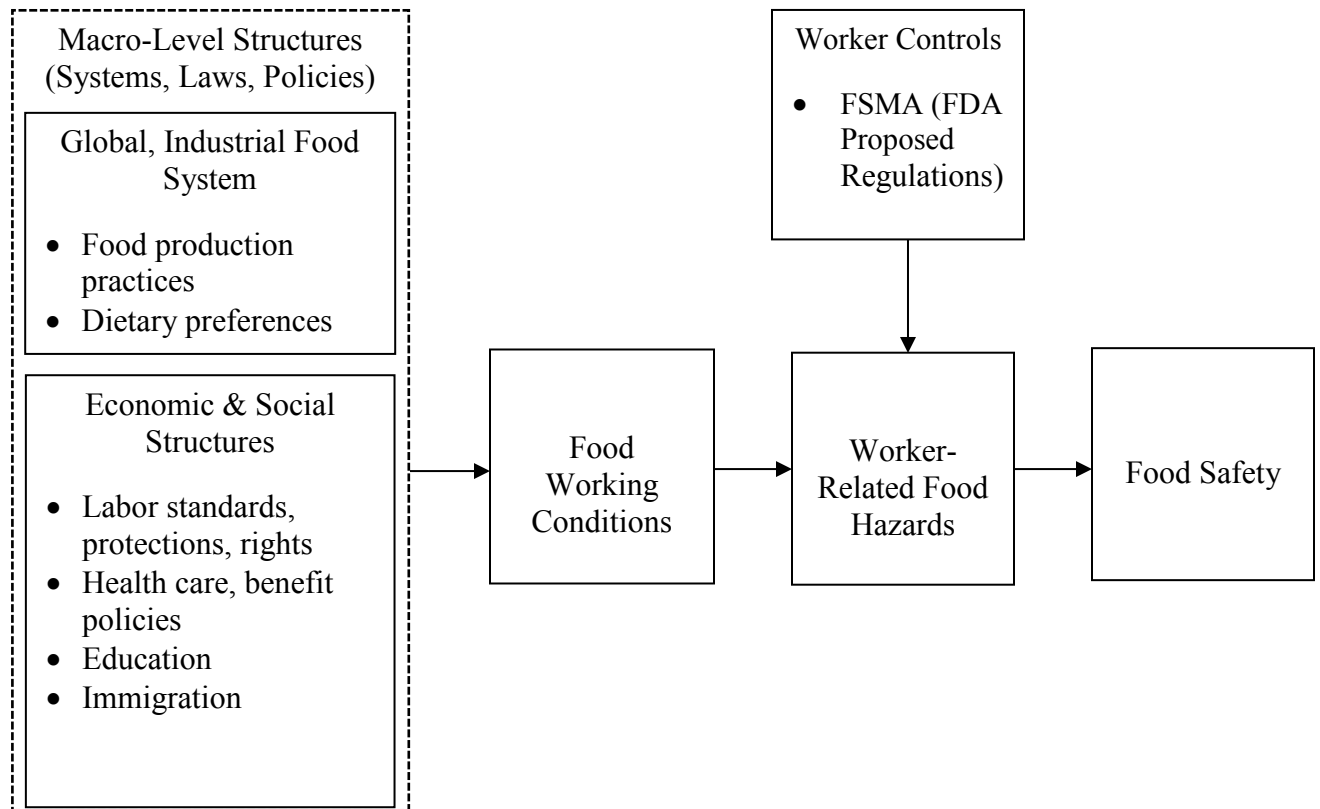 Macro-Level Structures
(Systems, Laws, Policies)
Global, Industrial Food
System
• Food production
practices
• Dietary preferences
Economic & Social
Structures
• Labor standards,
protections, rights
• Health care, benefit
policies
• Education
• Immigration
Worker Controls
• FSMA (FDA
Proposed
Regulations)
Food
Working
Conditions
Worker-
Related Food
Hazards
Food Safety